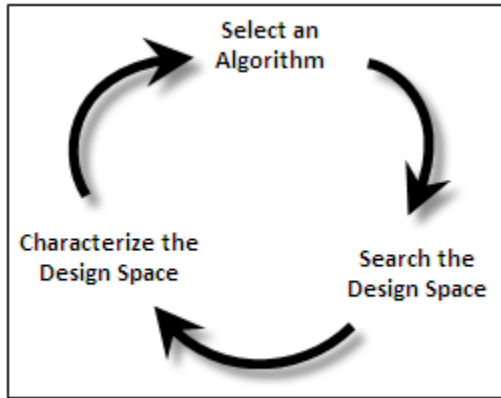 Select an
Algorithm
Characterize the
Design Space
Search the
Design Space